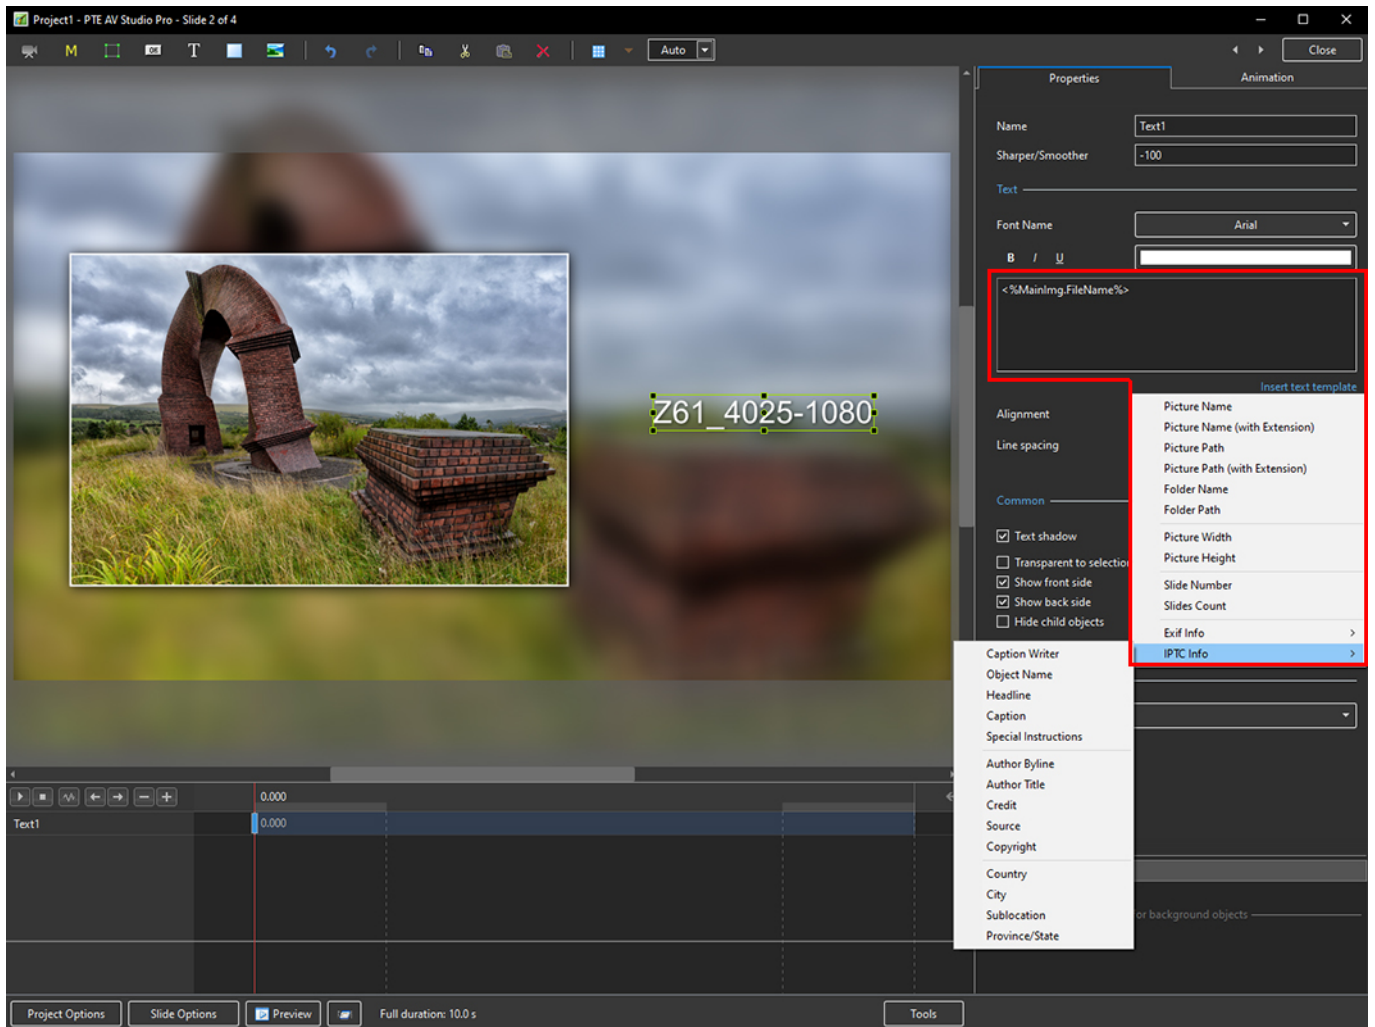 Project1 - PTE AV Studio Pro - Slide 2 of 4
M OK T Auto Close
Properties Animation
Name Text1
Sharper/Smoother -100
Text
Font Name Arial
B I U
<%MainImg.FileName%>
Insert text template
Z61_4025-1080
Alignment
Line spacing
Common
Text shadow
Transparent to selection
Show front side
Show back side
Hide child objects
Picture Name
Picture Name (with Extension)
Picture Path
Picture Path (with Extension)
Folder Name
Folder Path
Picture Width
Picture Height
Slide Number
Slides Count
Exif Info
IPTC Info
Caption Writer
Object Name
Headline
Caption
Special Instructions
Author Byline
Author Title
Credit
Source
Copyright
Country
City
Sublocation
Province/State
or background objects
0.000
Text1 0.000
Project Options Slide Options Preview Full duration: 10.0 s Tools